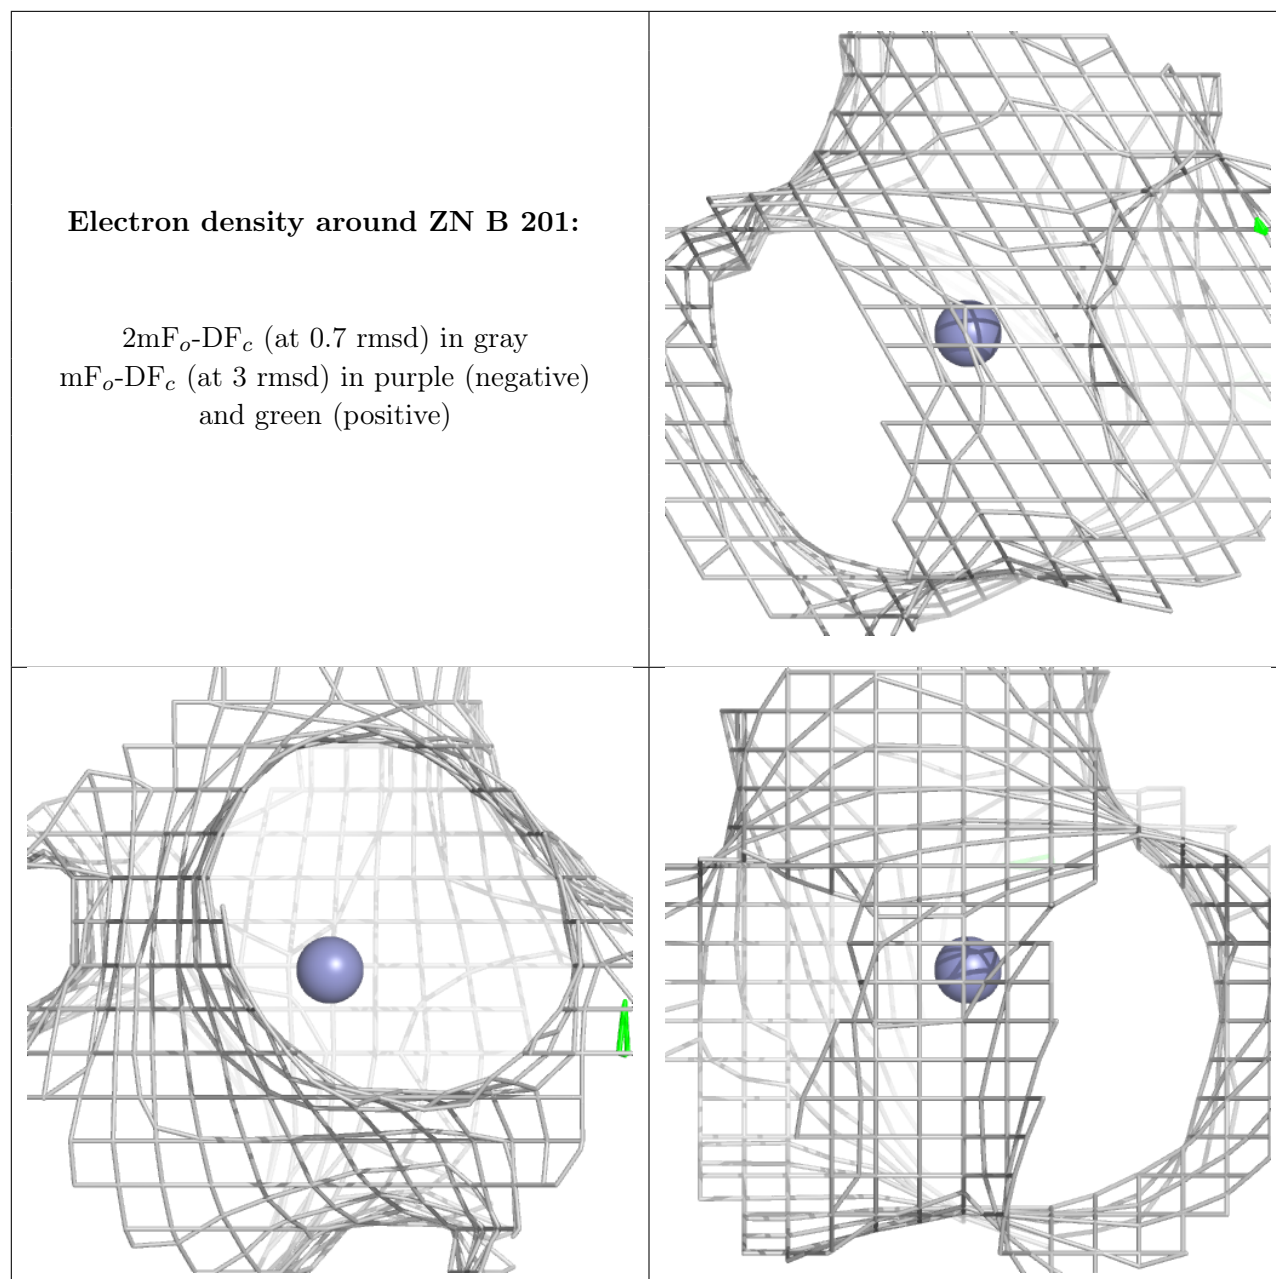 Electron density around ZN B 201:
2mFo-DFc (at 0.7 rmsd) in gray
mFo-DFc (at 3 rmsd) in purple (negative)
and green (positive)